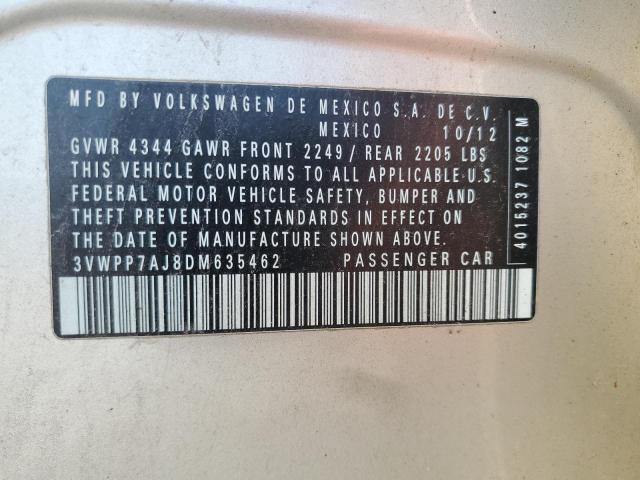 MFD BY VOLKSWAGEN DE MEXICO S.A. DE C.V.
MEXICO 10/12
GVWR 4344 GAWR FRONT 2249/ REAR 2205 LBS
THIS VEHICLE CONFORMS TO ALL APPLICABLE U.S.
FEDERAL MOTOR VEHICLE SAFETY, BUMPER AND
THEFT PREVENTION STANDARDS IN EFFECT ON
THE DATE OF MANUFACTURE SHOWN ABOVE.
3VWPP7AJ8DM635462 PASSENGER CAR
4015237 1082 M